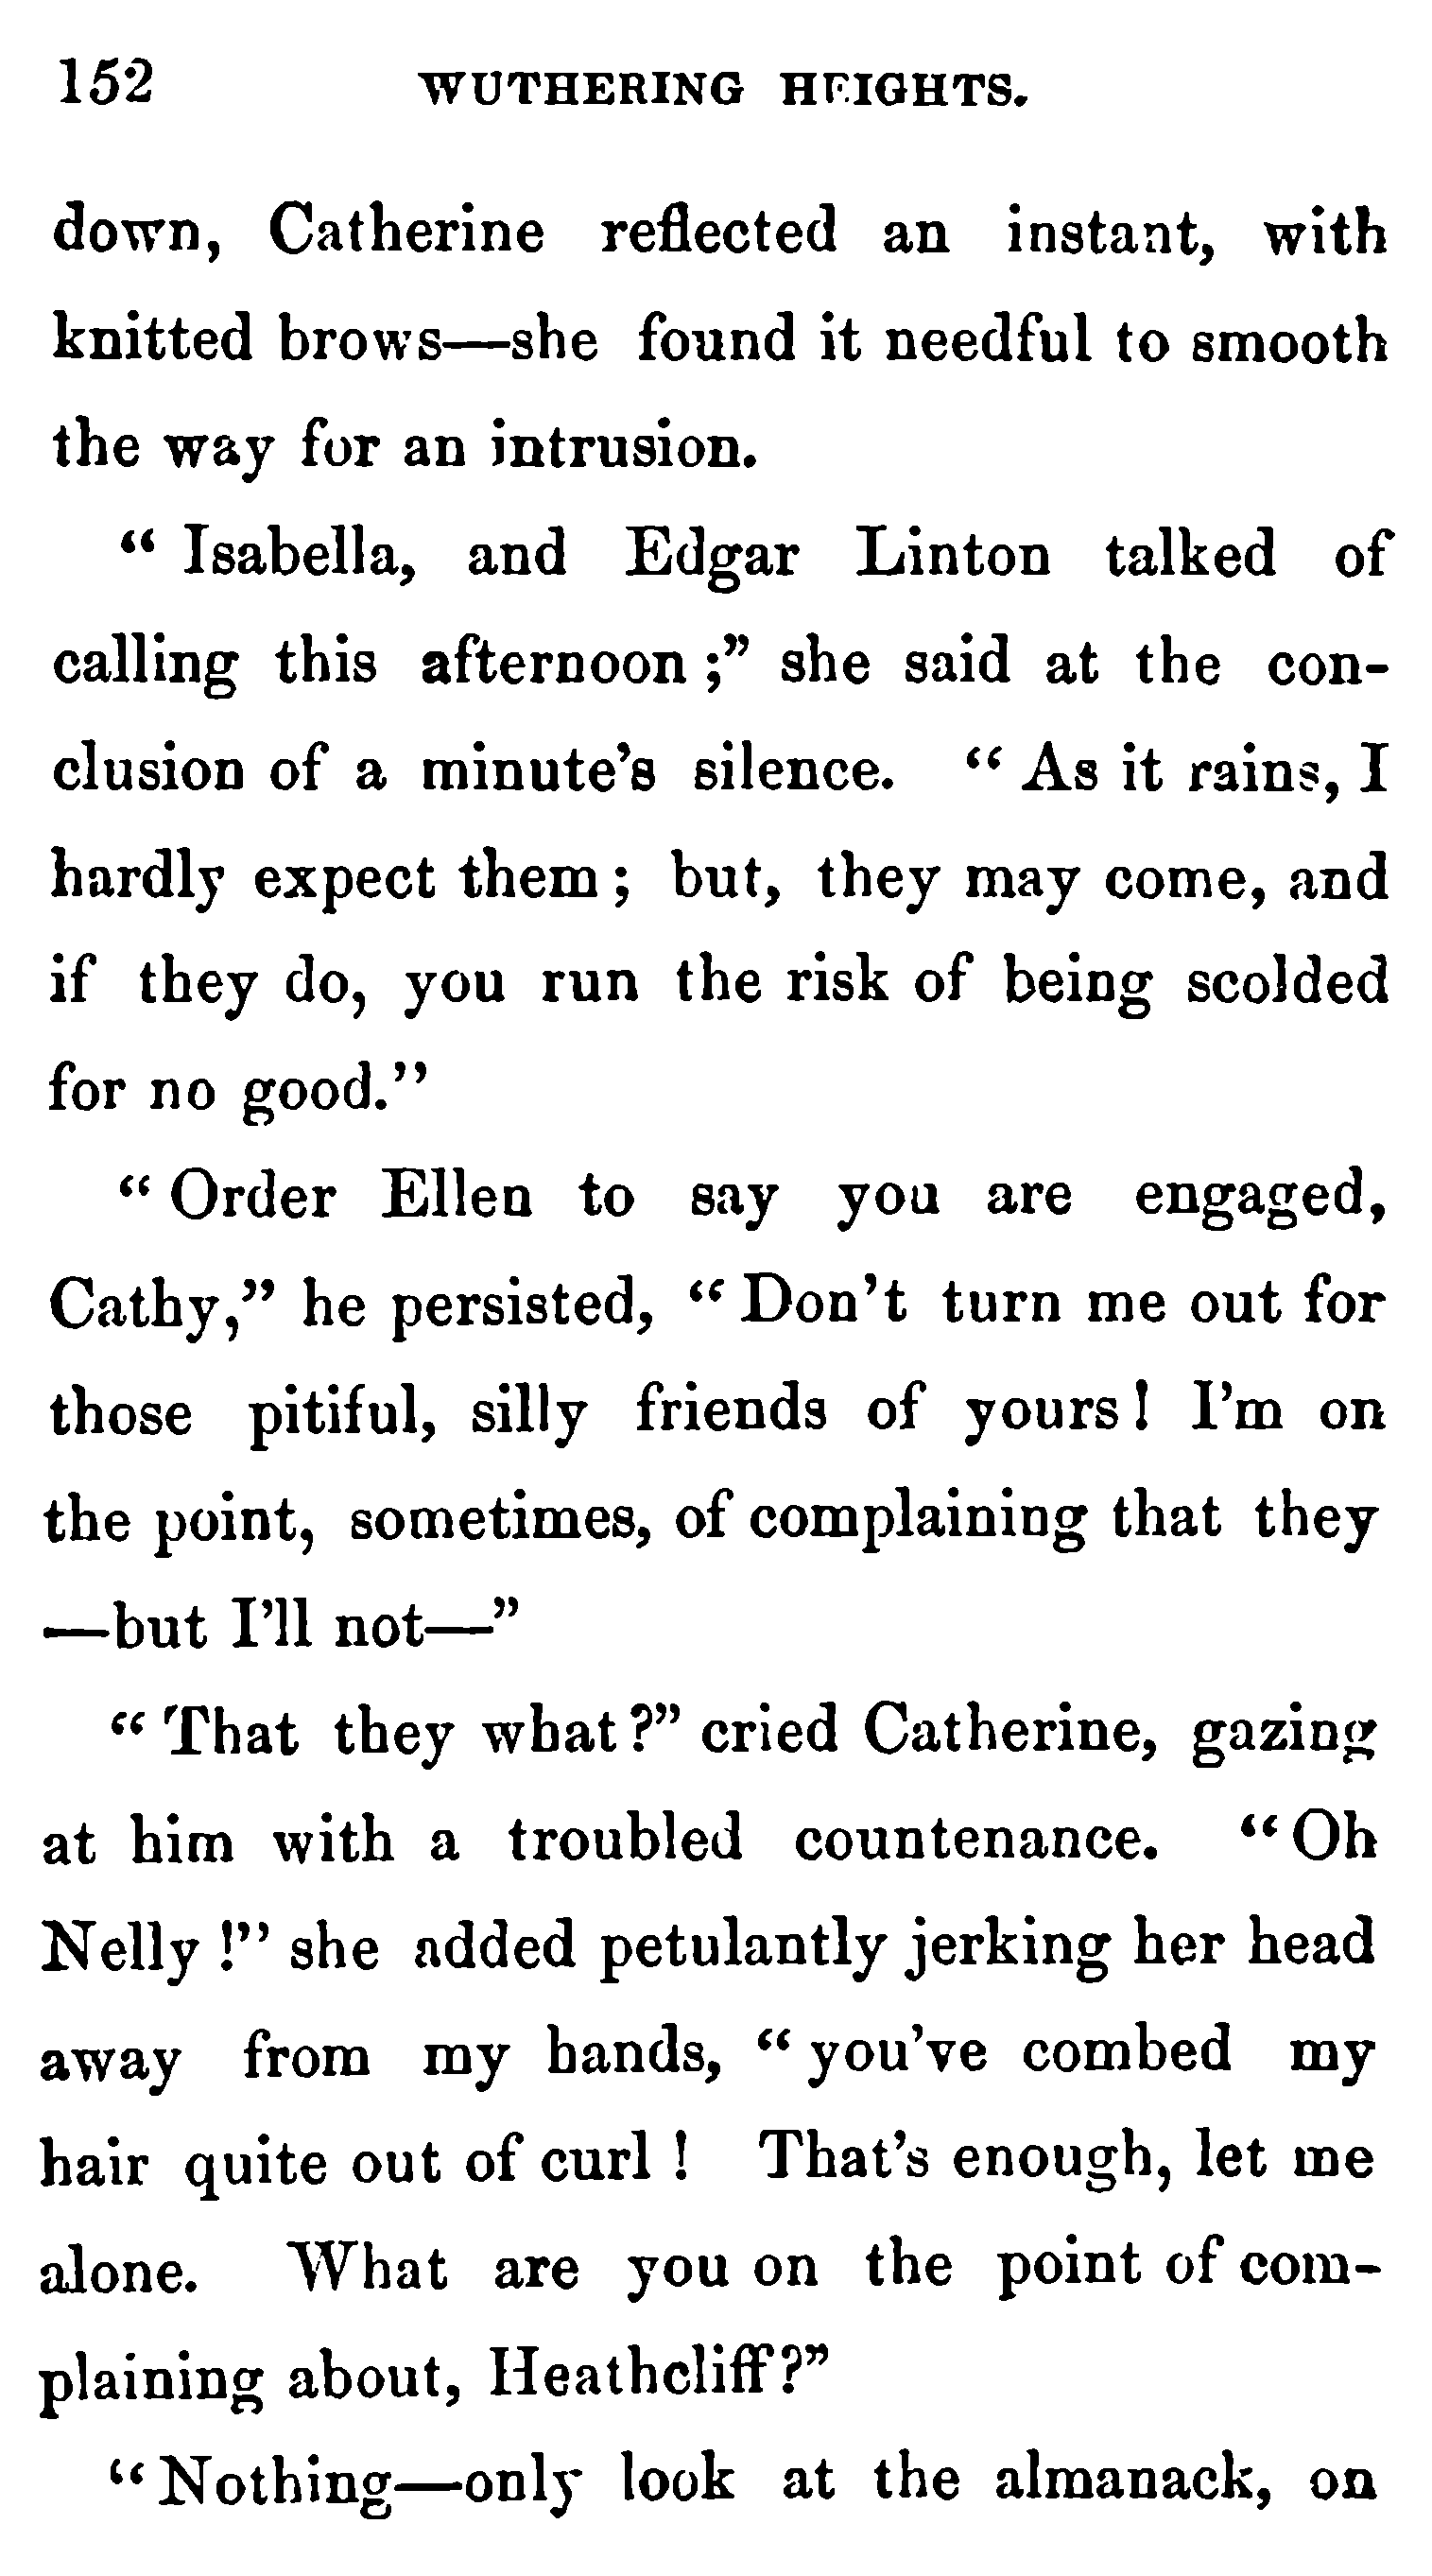 152 WUTHERING HEIGHTS.
down, Catherine reflected an instant, with
knitted brows—she found it needful to smooth
the way for an intrusion.
“ Isabella, and Edgar Linton talked of
calling this afternoon ;” she said at the con-
clusion of a minute’s silence. “ As it rains, I
hardly expect them ; but, they may come, and
if they do, you run the risk of being scolded
for no good.”
“ Order Ellen to say you are engaged,
Cathy,” he persisted, “ Don’t turn me out for
those pitiful, silly friends of yours! I’m on
the point, sometimes, of complaining that they
—but I’ll not—”
“ That they what ?” cried Catherine, gazing
at him with a troubled countenance. “ Oh
Nelly !” she added petulantly jerking her head
away from my hands, “ you’ve combed my
hair quite out of curl ! That’s enough, let me
alone. What are you on the point of com-
plaining about, Heathcliff?”
“ Nothing—only look at the almanack, on